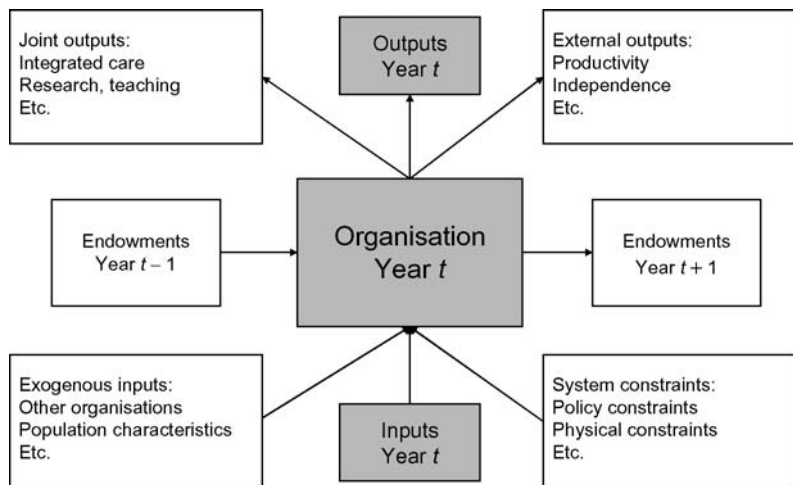 Joint outputs:
Integrated care
Research, teaching
Etc.
Outputs
Year t
External outputs:
Productivity
Independence
Etc.
Endowments
Year t – 1
Organisation
Year t
Endowments
Year t + 1
Exogenous inputs:
Other organisations
Population characteristics
Etc.
Inputs
Year t
System constraints:
Policy constraints
Physical constraints
Etc.